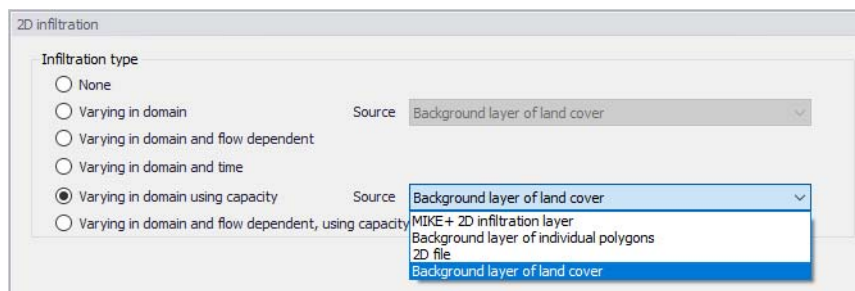 2D infiltration
Infiltration type
None
Varying in domain Source Background layer of land cover
Varying in domain and flow dependent
Varying in domain and time
Varying in domain using capacity Source Background layer of land cover
Varying in domain and flow dependent, using capacity
MIKE+ 2D infiltration layer
Background layer of individual polygons
2D file
Background layer of land cover